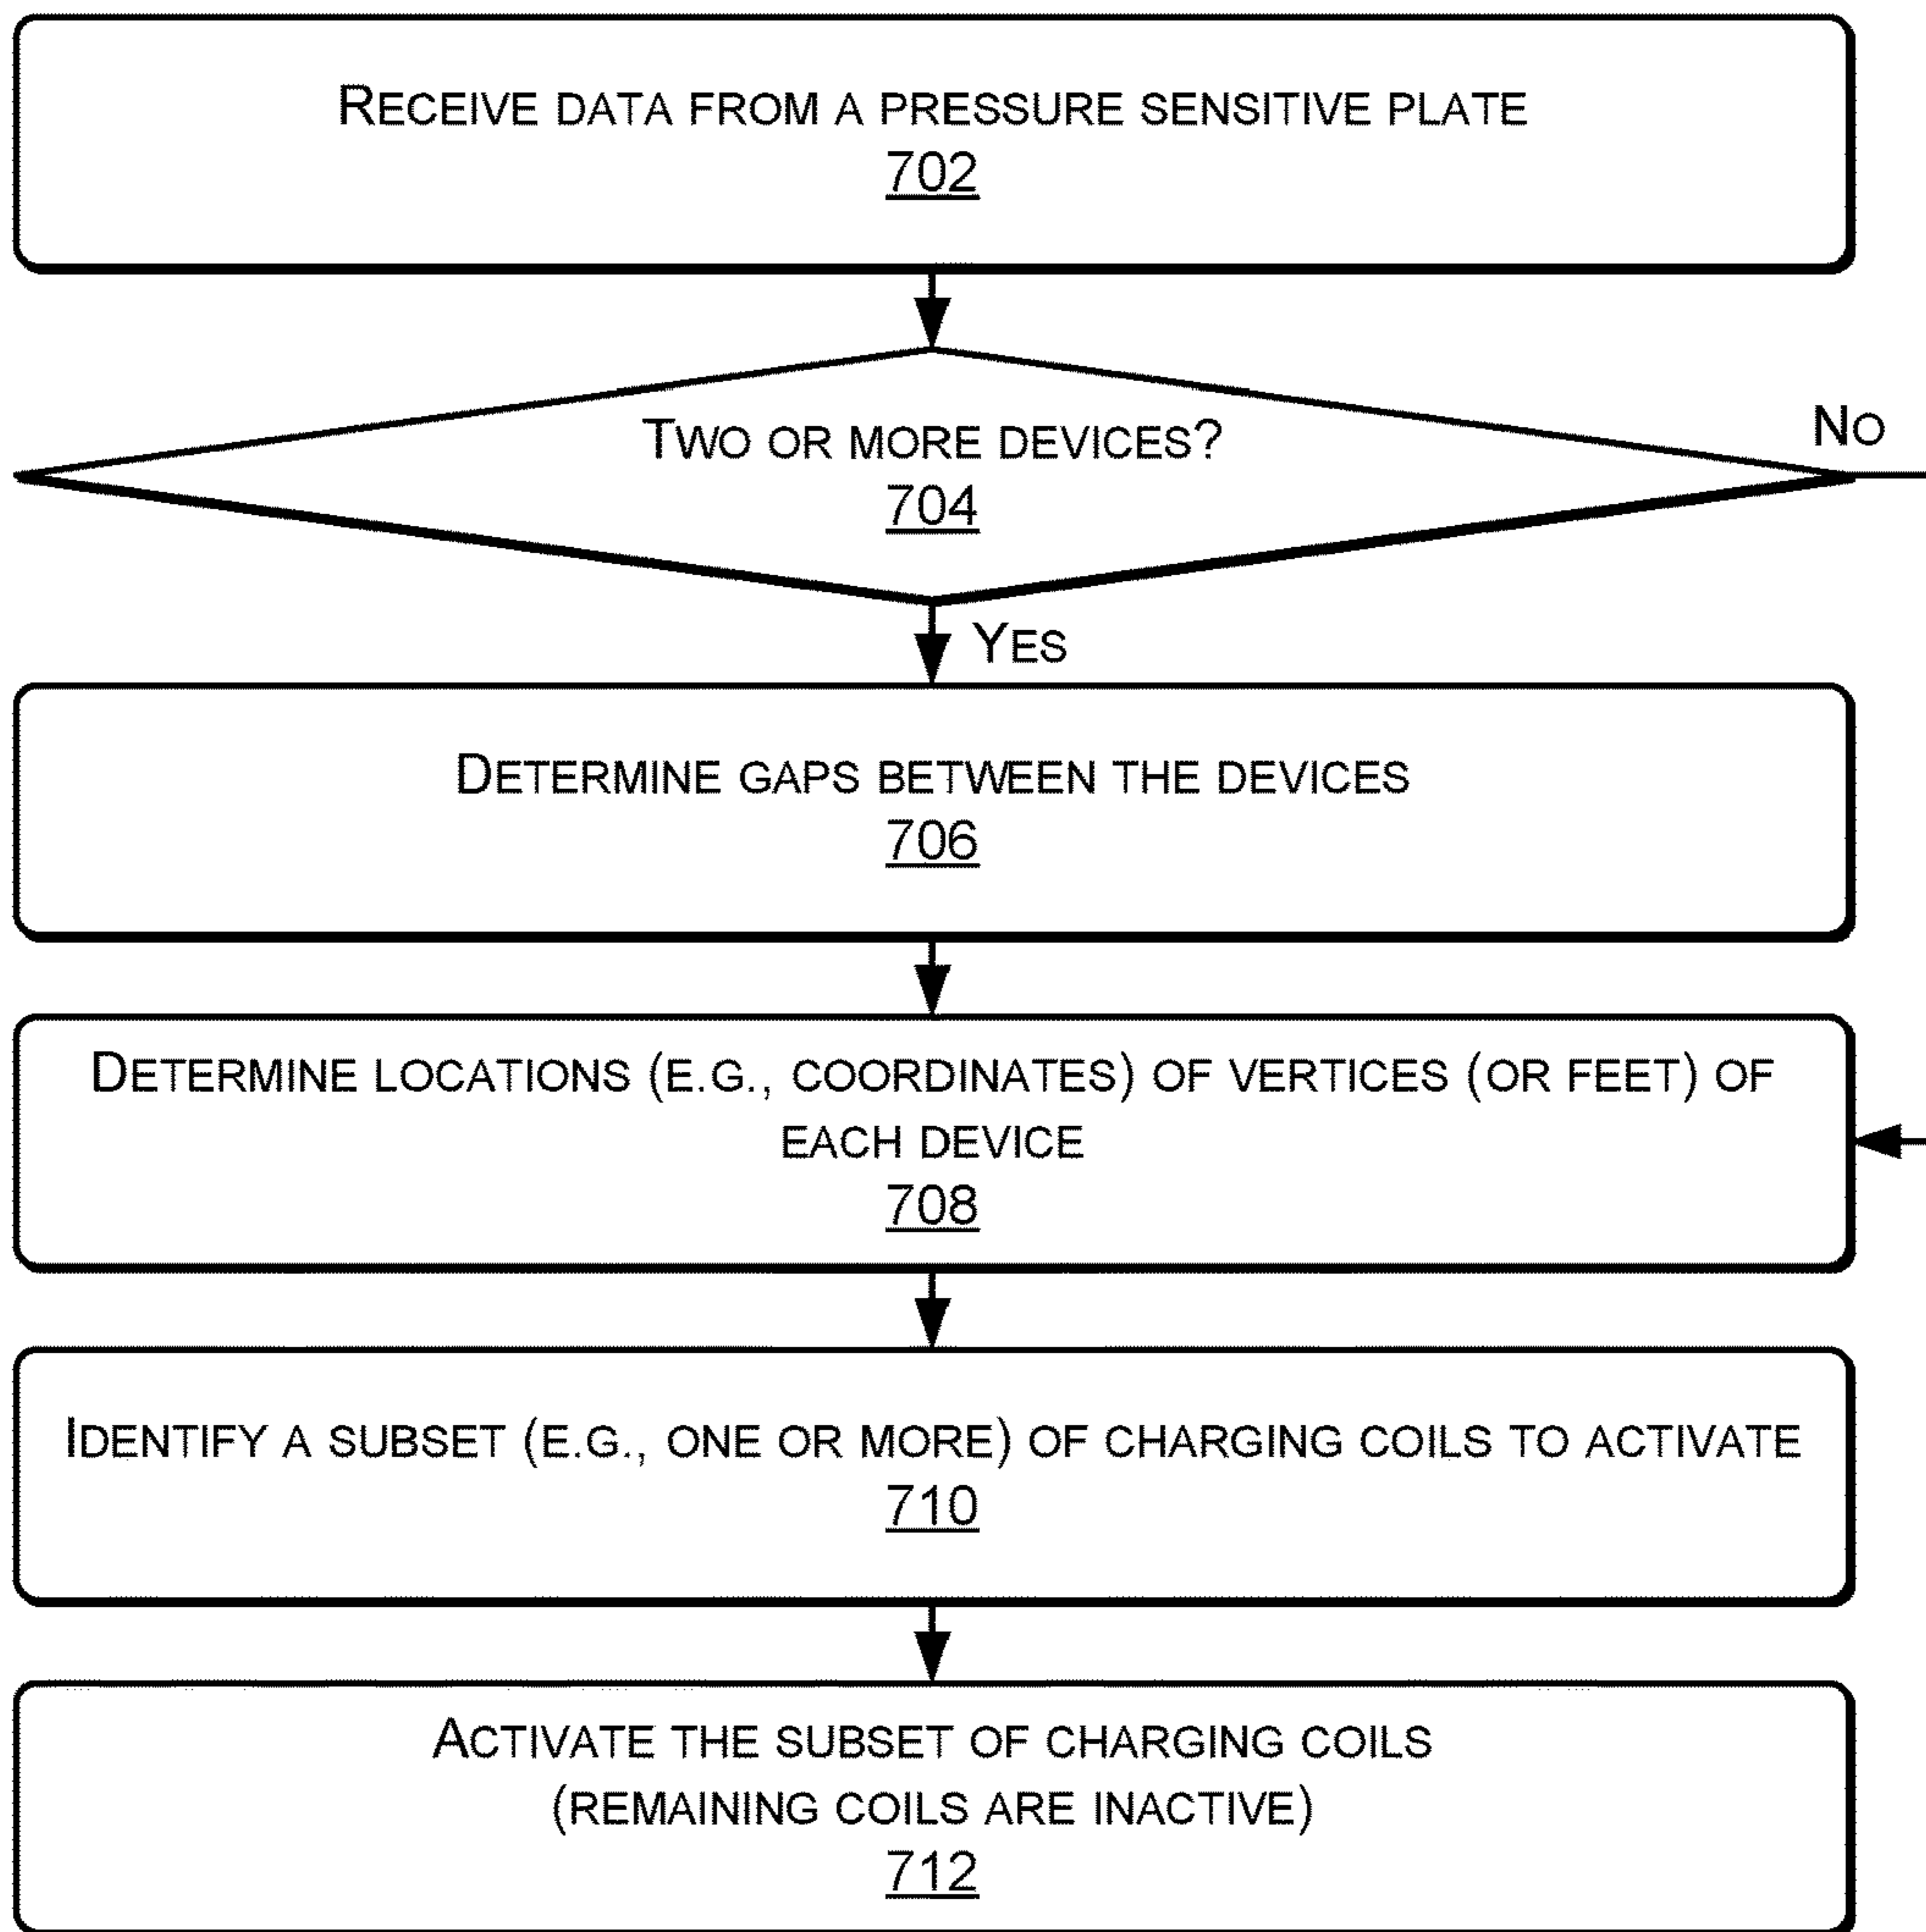 RECEIVE DATA FROM A PRESSURE SENSITIVE PLATE
702
TWO OR MORE DEVICES?
704
NO
YES
DETERMINE GAPS BETWEEN THE DEVICES
706
DETERMINE LOCATIONS (E.G., COORDINATES) OF VERTICES (OR FEET) OF
EACH DEVICE
708
IDENTIFY A SUBSET (E.G., ONE OR MORE) OF CHARGING COILS TO ACTIVATE
710
ACTIVATE THE SUBSET OF CHARGING COILS
(REMAINING COILS ARE INACTIVE)
712